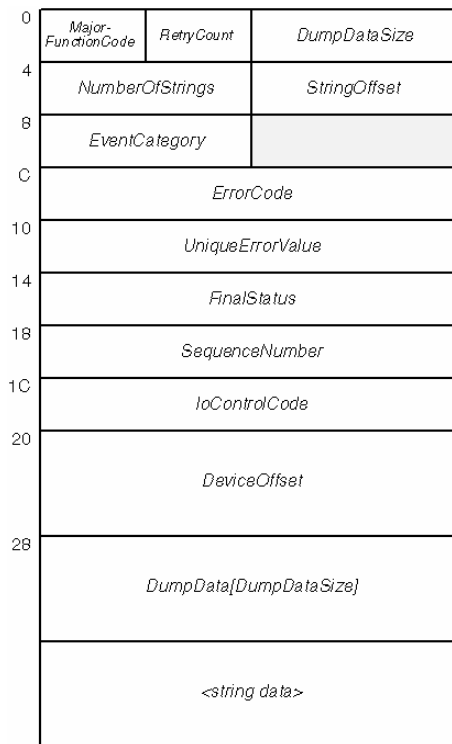 0
Major-
FunctionCode
RetryCount
DumpDataSize
4
NumberOfStrings
StringOffset
8
EventCategory
C
ErrorCode
10
UniqueErrorValue
14
FinalStatus
18
SequenceNumber
1C
IoControlCode
20
DeviceOffset
28
DumpData[DumpDataSize]
<string data>